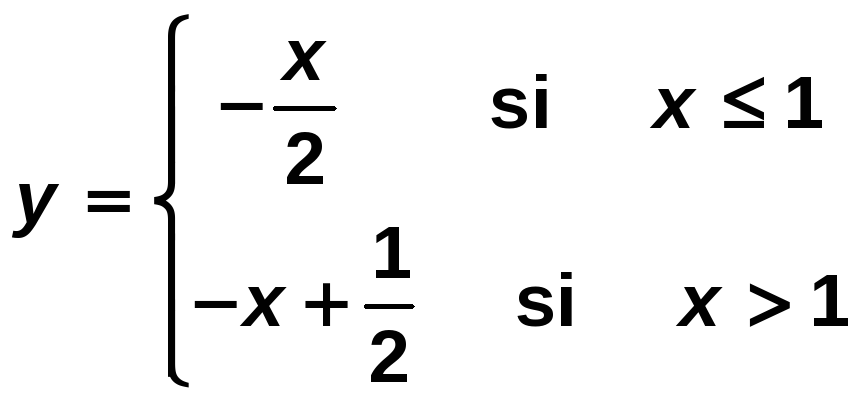 y = { −x/2 si x ≤ 1
−x + 1/2 si x > 1